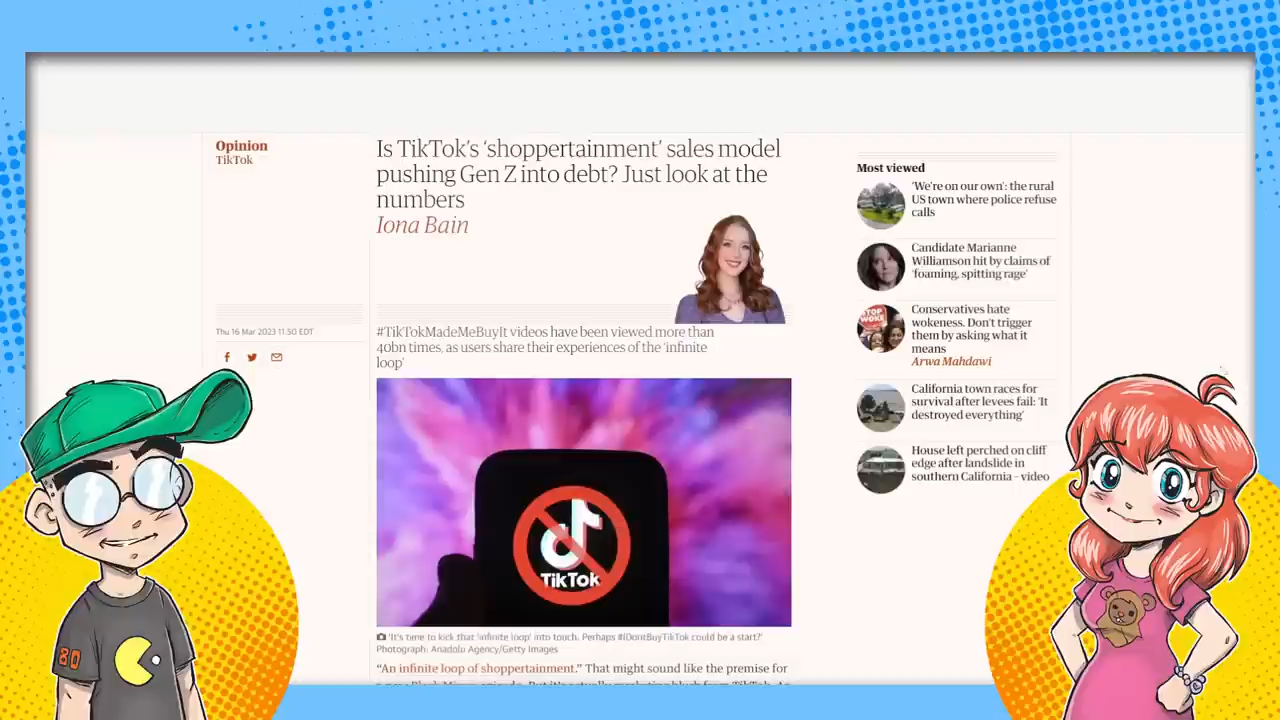 Opinion
TikTok
Is TikTok's 'shoppertainment' sales model
pushing Gen Z into debt? Just look at the
numbers
Iona Bain
Thu 16 Mar 2023 11.50 EDT
#TikTokMadeMeBuyIt videos have been viewed more than
40bn times, as users share their experiences of the 'infinite
loop'
TikTok
'It's time to kick that 'infinite loop' into touch. Perhaps #IDontBuyTikTok could be a start?'
Photograph: Anadolu Agency/Getty Images
“An infinite loop of shoppertainment.” That might sound like the premise for
Most viewed
'We're on our own': the rural
US town where police refuse
calls
Candidate Marianne
Williamson hit by claims of
'foaming, spitting rage'
STOP
WOKE
Conservatives hate
wokeness. Don't trigger
them by asking what it
means
Arwa Mahdawi
California town races for
survival after levees fail: 'It
destroyed everything'
House left perched on cliff
edge after landslide in
southern California – video
80